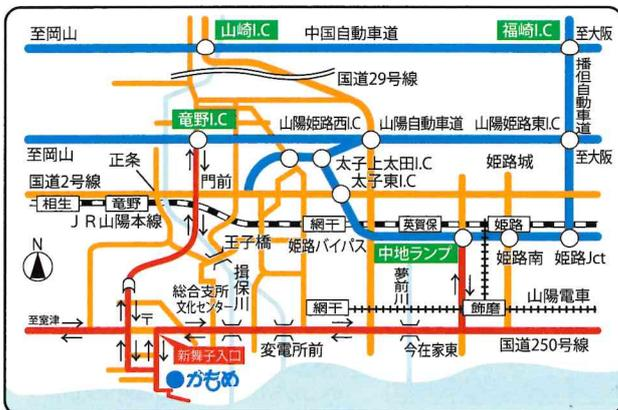 山崎I.C
福崎I.C
至岡山
中国自動車道
至大阪
播但自動車道
国道29号線
竜野I.C
山陽姫路西I.C
山陽自動車道
山陽姫路東I.C
至岡山
至大阪
正条
門前
太子上太田I.C
太子東I.C
姫路城
国道2号線
相生
竜野
網干
英賀保
姫路
JR山陽本線
王子橋
姫路バイパス
中地ランプ
姫路南
姫路Jct
N
揖保川
夢前川
総合支所
文化センター
網干
飾磨
山陽電車
至室津
〒
新舞子入口
変電所前
今在家東
国道250号線
かもめ